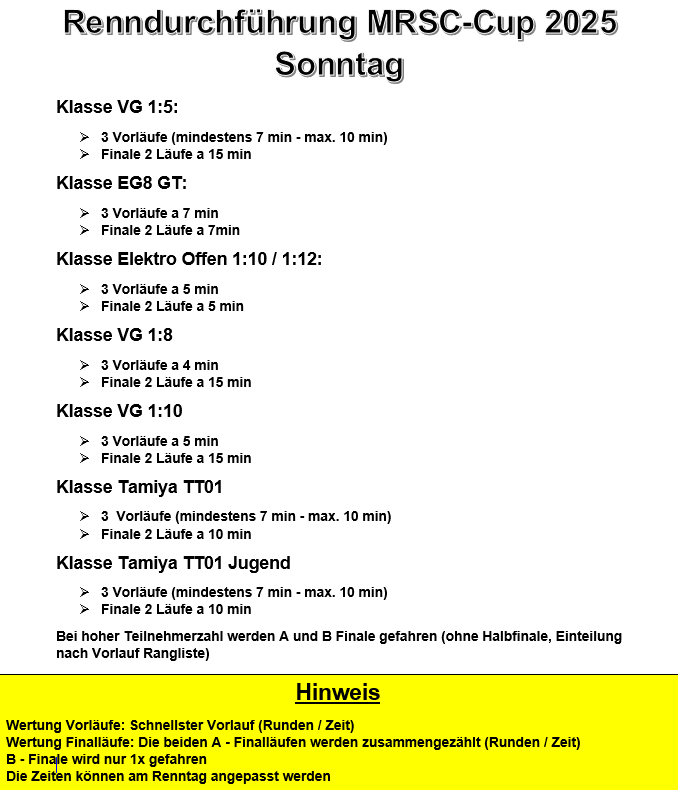 Renndurchführung MRSC-Cup 2025
Sonntag
Klasse VG 1:5:
➢ 3 Vorläufe (mindestens 7 min - max. 10 min)
➢ Finale 2 Läufe a 15 min
Klasse EG8 GT:
➢ 3 Vorläufe a 7 min
➢ Finale 2 Läufe a 7min
Klasse Elektro Offen 1:10 / 1:12:
➢ 3 Vorläufe a 5 min
➢ Finale 2 Läufe a 5 min
Klasse VG 1:8
➢ 3 Vorläufe a 4 min
➢ Finale 2 Läufe a 15 min
Klasse VG 1:10
➢ 3 Vorläufe a 5 min
➢ Finale 2 Läufe a 15 min
Klasse Tamiya TT01
➢ 3  Vorläufe (mindestens 7 min - max. 10 min)
➢ Finale 2 Läufe a 10 min
Klasse Tamiya TT01 Jugend
➢ 3 Vorläufe (mindestens 7 min - max. 10 min)
➢ Finale 2 Läufe a 10 min
Bei hoher Teilnehmerzahl werden A und B Finale gefahren (ohne Halbfinale, Einteilung
nach Vorlauf Rangliste)
Hinweis
Wertung Vorläufe: Schnellster Vorlauf (Runden / Zeit)
Wertung Finalläufe: Die beiden A - Finalläufen werden zusammengezählt (Runden / Zeit)
B - Finale wird nur 1x gefahren
Die Zeiten können am Renntag angepasst werden